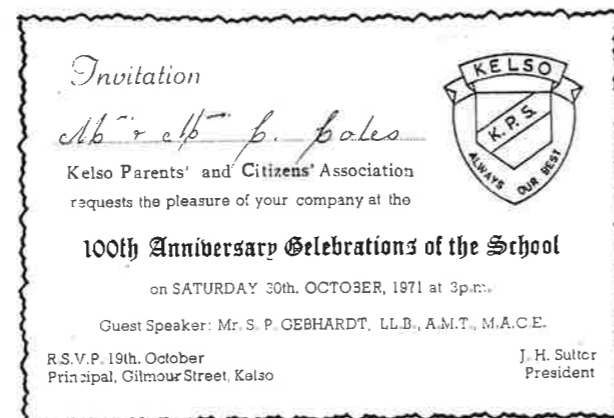 Invitation
KELSO
K.P.S.
ALWAYS OUR BEST
Mr & Mrs
Kelso Parents' and Citizens' Association
requests the pleasure of your company at the
100th Anniversary Celebrations of the School
on SATURDAY 30th. OCTOBER, 1971 at 3p.m.
Guest Speaker: Mr. S. P. GEBHARDT, LL.B., A.M.T., M.A.C.E.
R.S.V.P. 19th. October
Principal, Gilmour Street, Kelso
J. H. Sutter
President